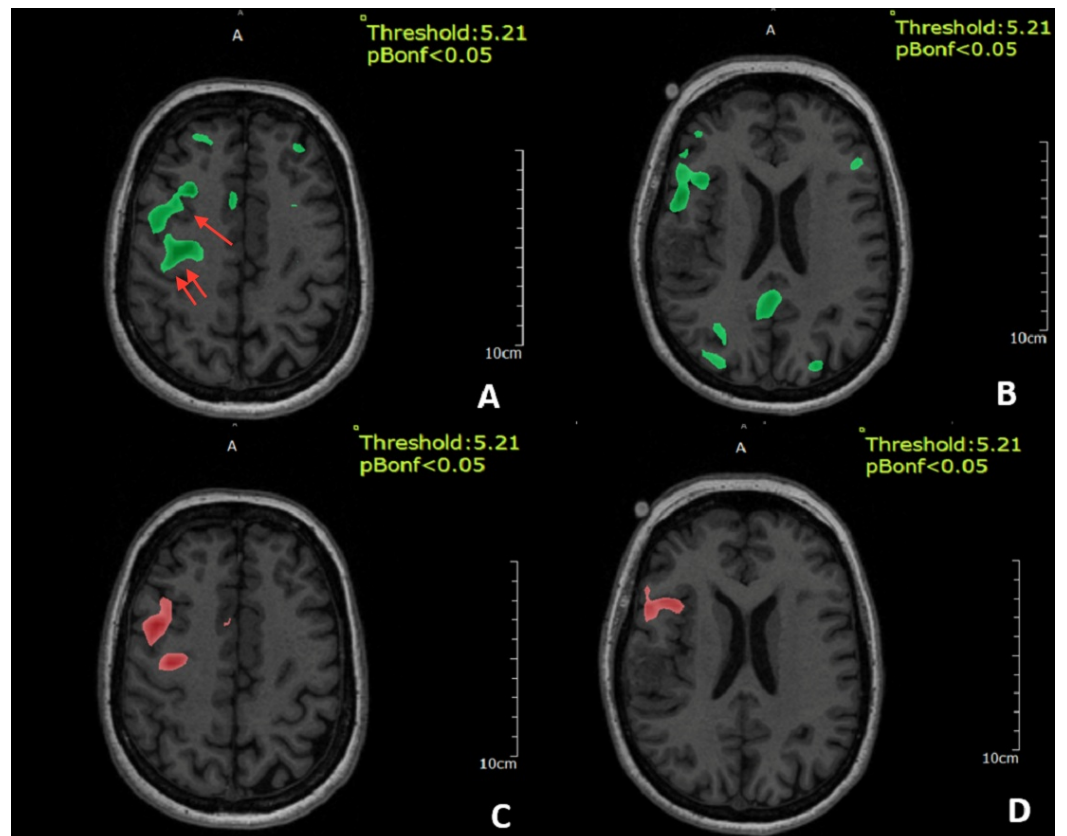 A
A
Threshold:5.21
pBonf<0.05
10cm
A
A
Threshold:5.21
pBonf<0.05
10cm
B
A
Threshold:5.21
pBonf<0.05
10cm
C
A
Threshold:5.21
pBonf<0.05
10cm
D